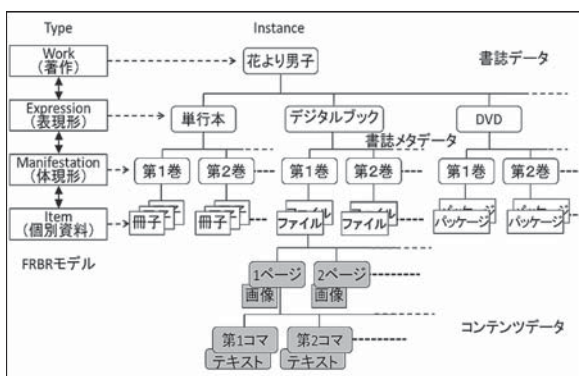 Type
Instance
Work
(著作)
花より男子
書誌データ
Expression
(表現形)
単行本
デジタルブック
DVD
書誌メタデータ
Manifestation
(体現形)
第1巻
第2巻
第1巻
第2巻
第1巻
第2巻
Item
(個別資料)
冊子
冊子
ファイル
ファイル
パッケージ
パッケージ
FRBRモデル
1ページ
2ページ
画像
画像
コンテンツデータ
第1コマ
第2コマ
テキスト
テキスト